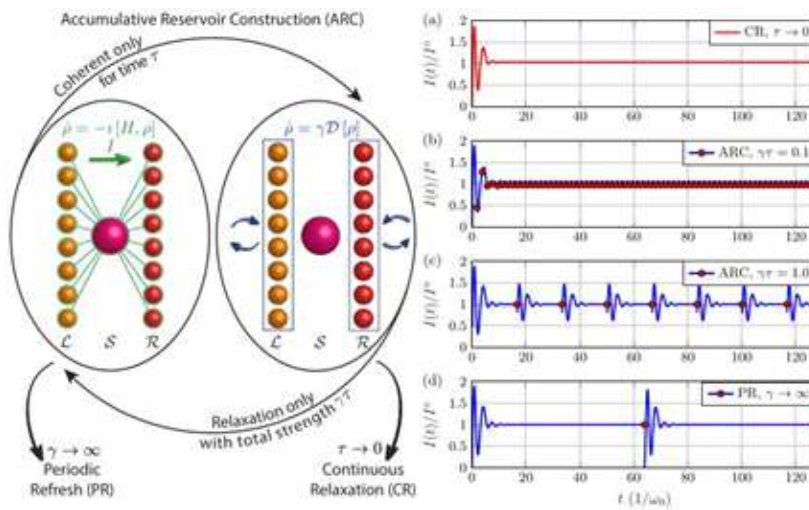 Accumulative Reservoir Construction (ARC)
Coherent only
for time τ
ρ̇ = −ι[H, ρ]
I
ρ̇ = γD[ρ]
L S R
L S R
Relaxation only
with total strength γτ
γ → ∞
Periodic
Refresh (PR)
τ → 0
Continuous
Relaxation (CR)
(a)
I(t)/I°
2
1.5
1
0.5
0
CR, τ → 0
0 20 40 60 80 100 120
(b)
I(t)/I°
2
1.5
1
0.5
0
ARC, γτ = 0.1
0 20 40 60 80 100 120
(c)
I(t)/I°
2
1.5
1
0.5
0
ARC, γτ = 1.0
0 20 40 60 80 100 120
(d)
I(t)/I°
2
1.5
1
0.5
0
PR, γ → ∞
0 20 40 60 80 100 120
t (1/ω₀)